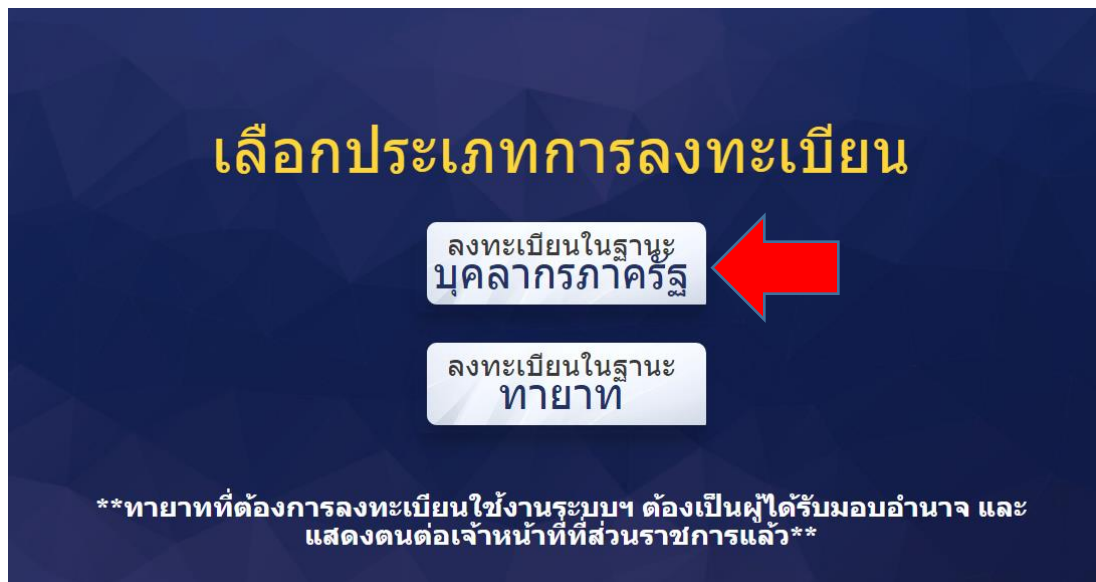 เลือกประเภทการลงทะเบียน
ลงทะเบียนในฐานะ
บุคลากรภาครัฐ
ลงทะเบียนในฐานะ
ทายาท
**ทายาทที่ต้องการลงทะเบียนใช้งานระบบฯ ต้องเป็นผู้ได้รับมอบอำนาจ และ
แสดงตนต่อเจ้าหน้าที่ที่ส่วนราชการแล้ว**